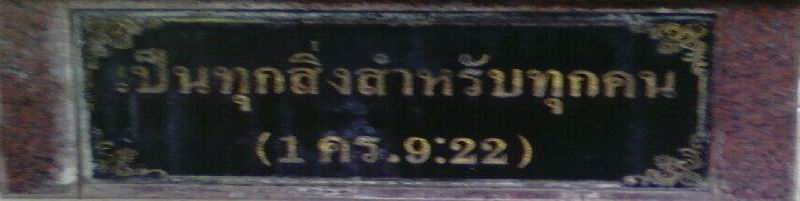 เป็นทุกสิ่งสำหรับทุกคน
(1 คร.9:22)